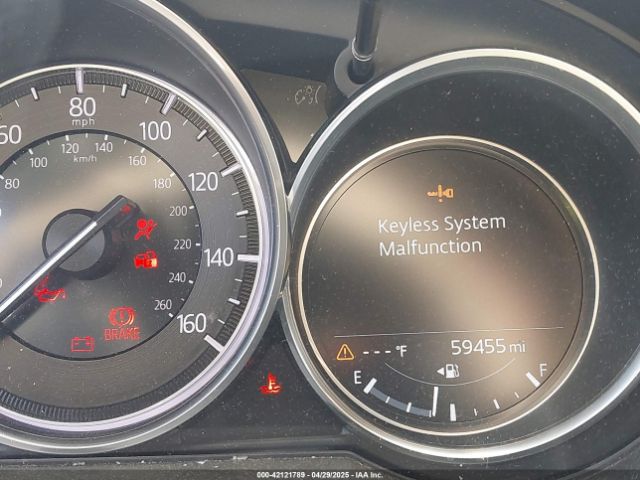 80
mph
60
100
120
140
160
80
100
120
140
160
km/h
180
200
220
240
260
BRAKE
Keyless System
Malfunction
---°F
59455 mi
E
F
000-42121789 - 04/29/2025 - IAA Inc.